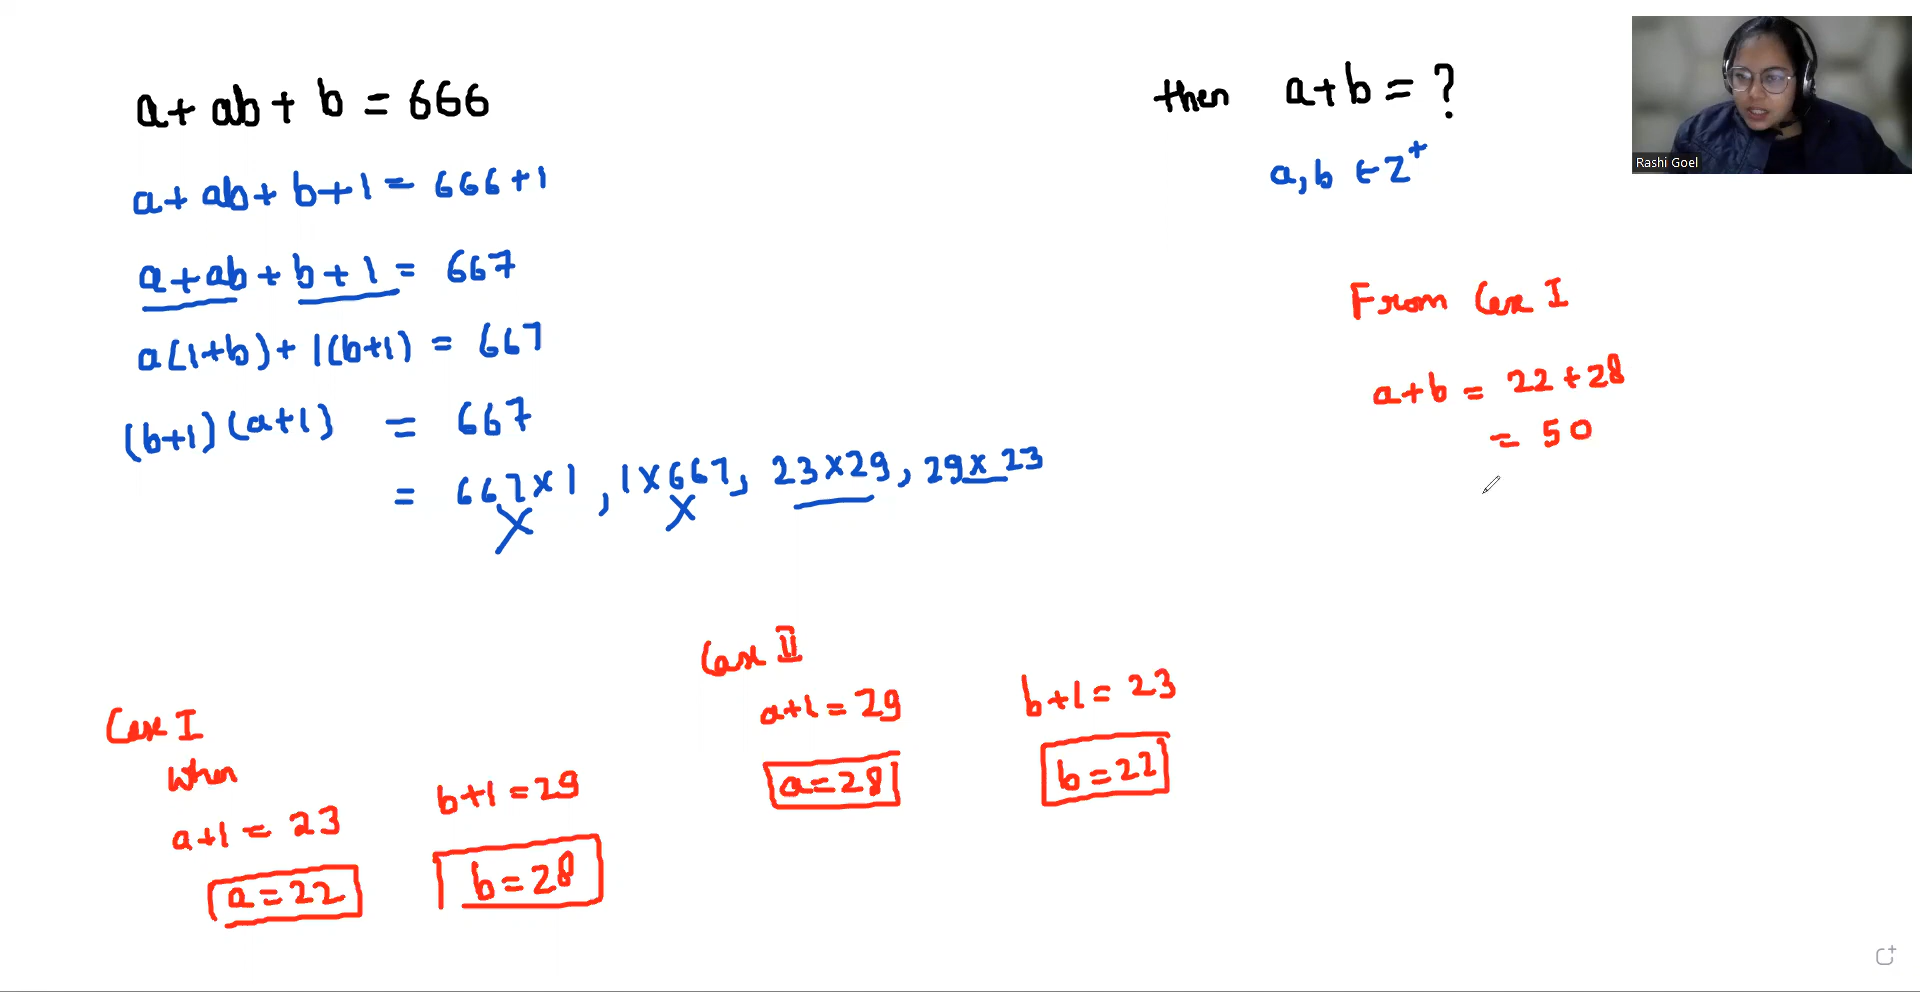 a + ab + b = 666
then a+b = ?
a + ab + b + 1 = 666 + 1
a, b ∈ Z⁺
a + ab + b + 1 = 667
a(1+b) + 1(b+1) = 667
(b+1)(a+1) = 667
= 667×1, 1×667, 23×29, 29×23
From Case I
a+b = 22+28
= 50
Case I
When
a+1 = 23
b+1 = 29
a = 22
b = 28
Case II
a+1 = 29
b+1 = 23
a = 28
b = 22
Rashi Goel